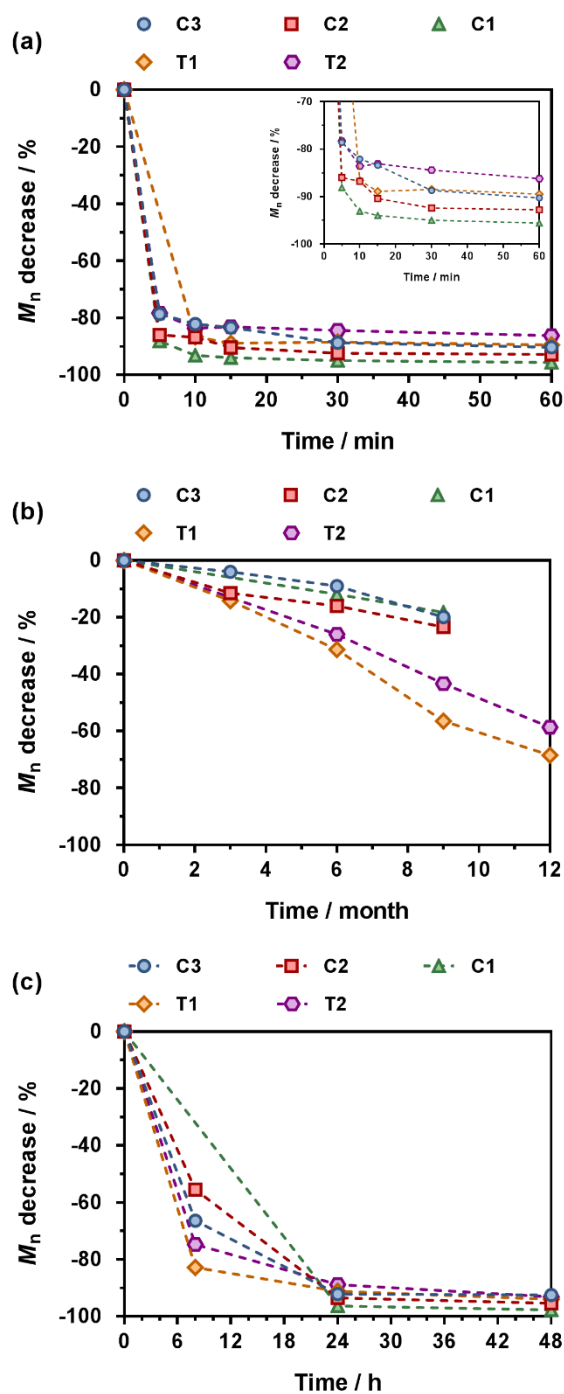 (a)
C3 C2 C1
T1 T2
0
-20
-40
-60
-80
-100
Mn decrease / %
0 10 20 30 40 50 60
Time / min
-70
-80
-90
-100
Mn decrease / %
0 10 20 30 40 50 60
Time / min
(b)
C3 C2 C1
T1 T2
0
-20
-40
-60
-80
-100
Mn decrease / %
0 2 4 6 8 10 12
Time / month
(c)
C3 C2 C1
T1 T2
0
-20
-40
-60
-80
-100
Mn decrease / %
0 6 12 18 24 30 36 42 48
Time / h